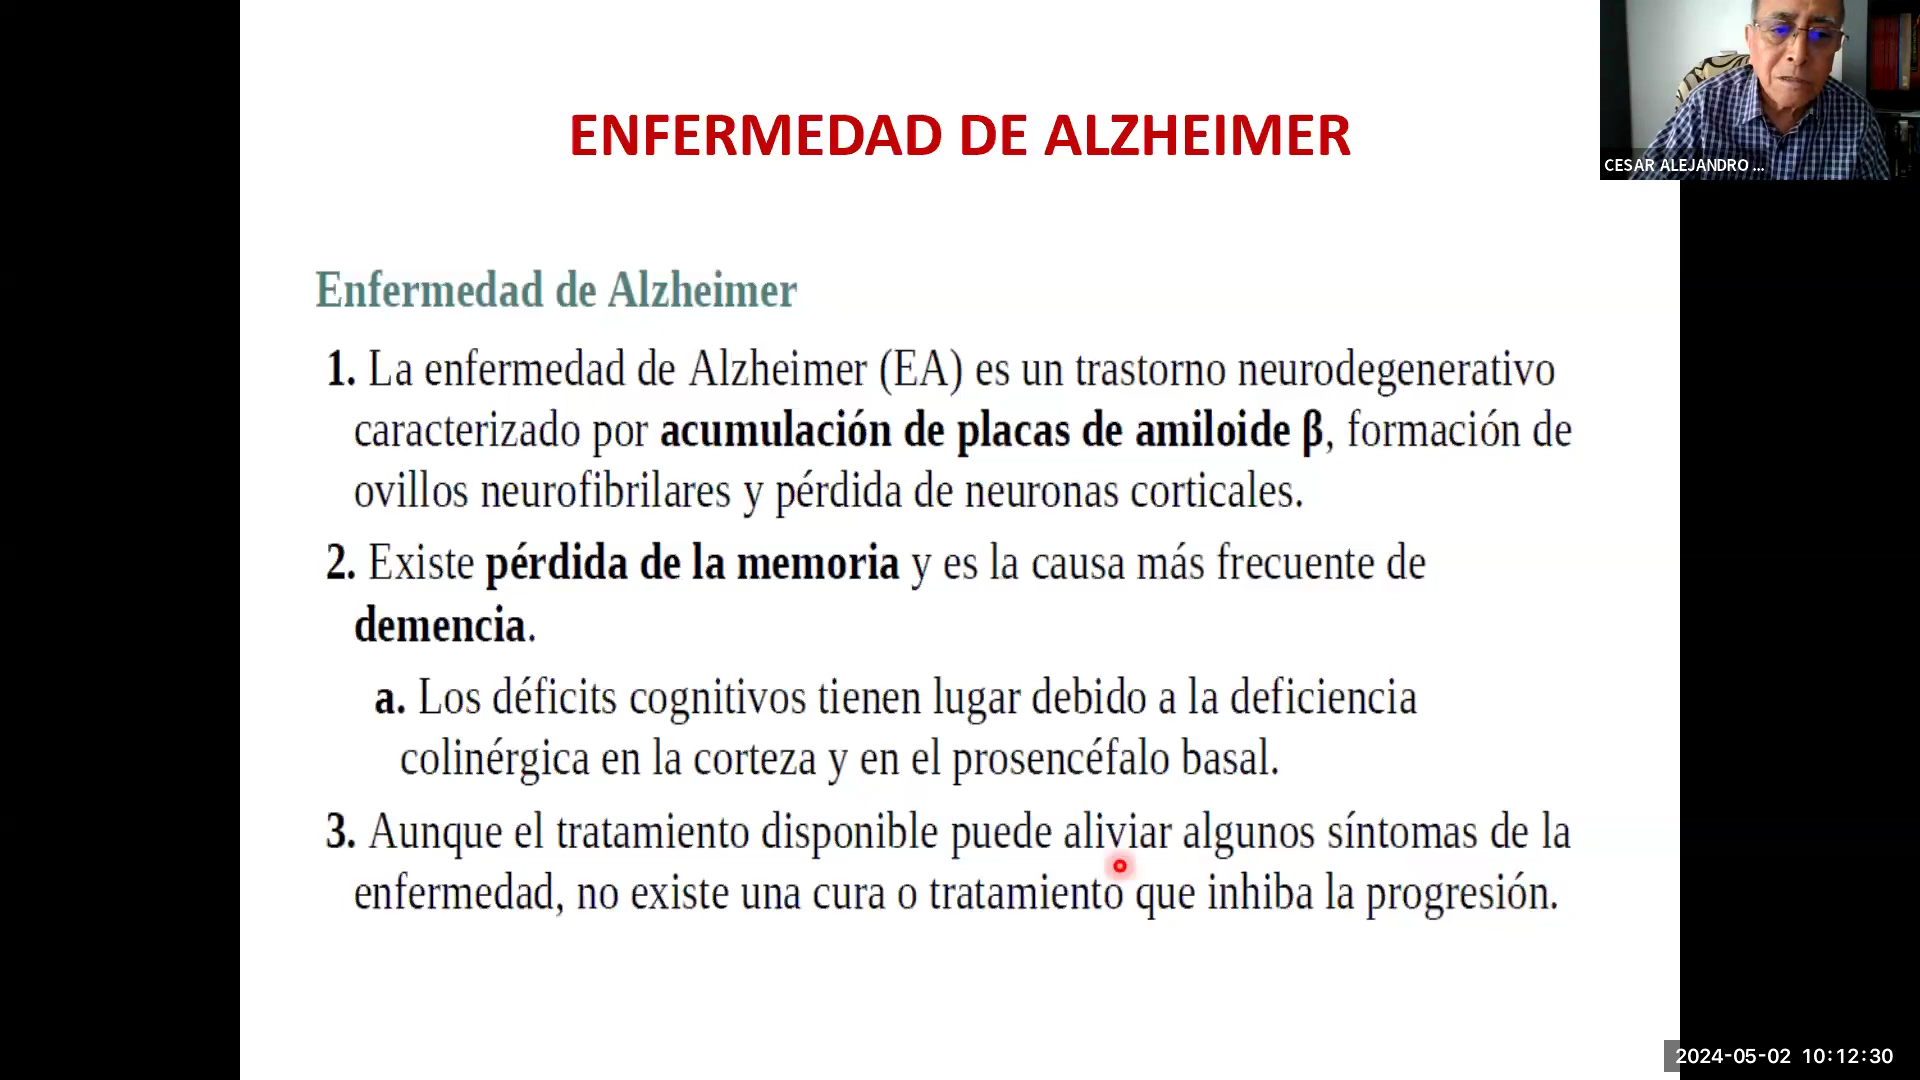 ENFERMEDAD DE ALZHEIMER
CESAR ALEJANDRO ...
Enfermedad de Alzheimer
1. La enfermedad de Alzheimer (EA) es un trastorno neurodegenerativo
caracterizado por acumulación de placas de amiloide β, formación de
ovillos neurofibrilares y pérdida de neuronas corticales.
2. Existe pérdida de la memoria y es la causa más frecuente de
demencia.
a. Los déficits cognitivos tienen lugar debido a la deficiencia
colinérgica en la corteza y en el prosencéfalo basal.
3. Aunque el tratamiento disponible puede aliviar algunos síntomas de la
enfermedad, no existe una cura o tratamiento que inhiba la progresión.
2024-05-02 10:12:30